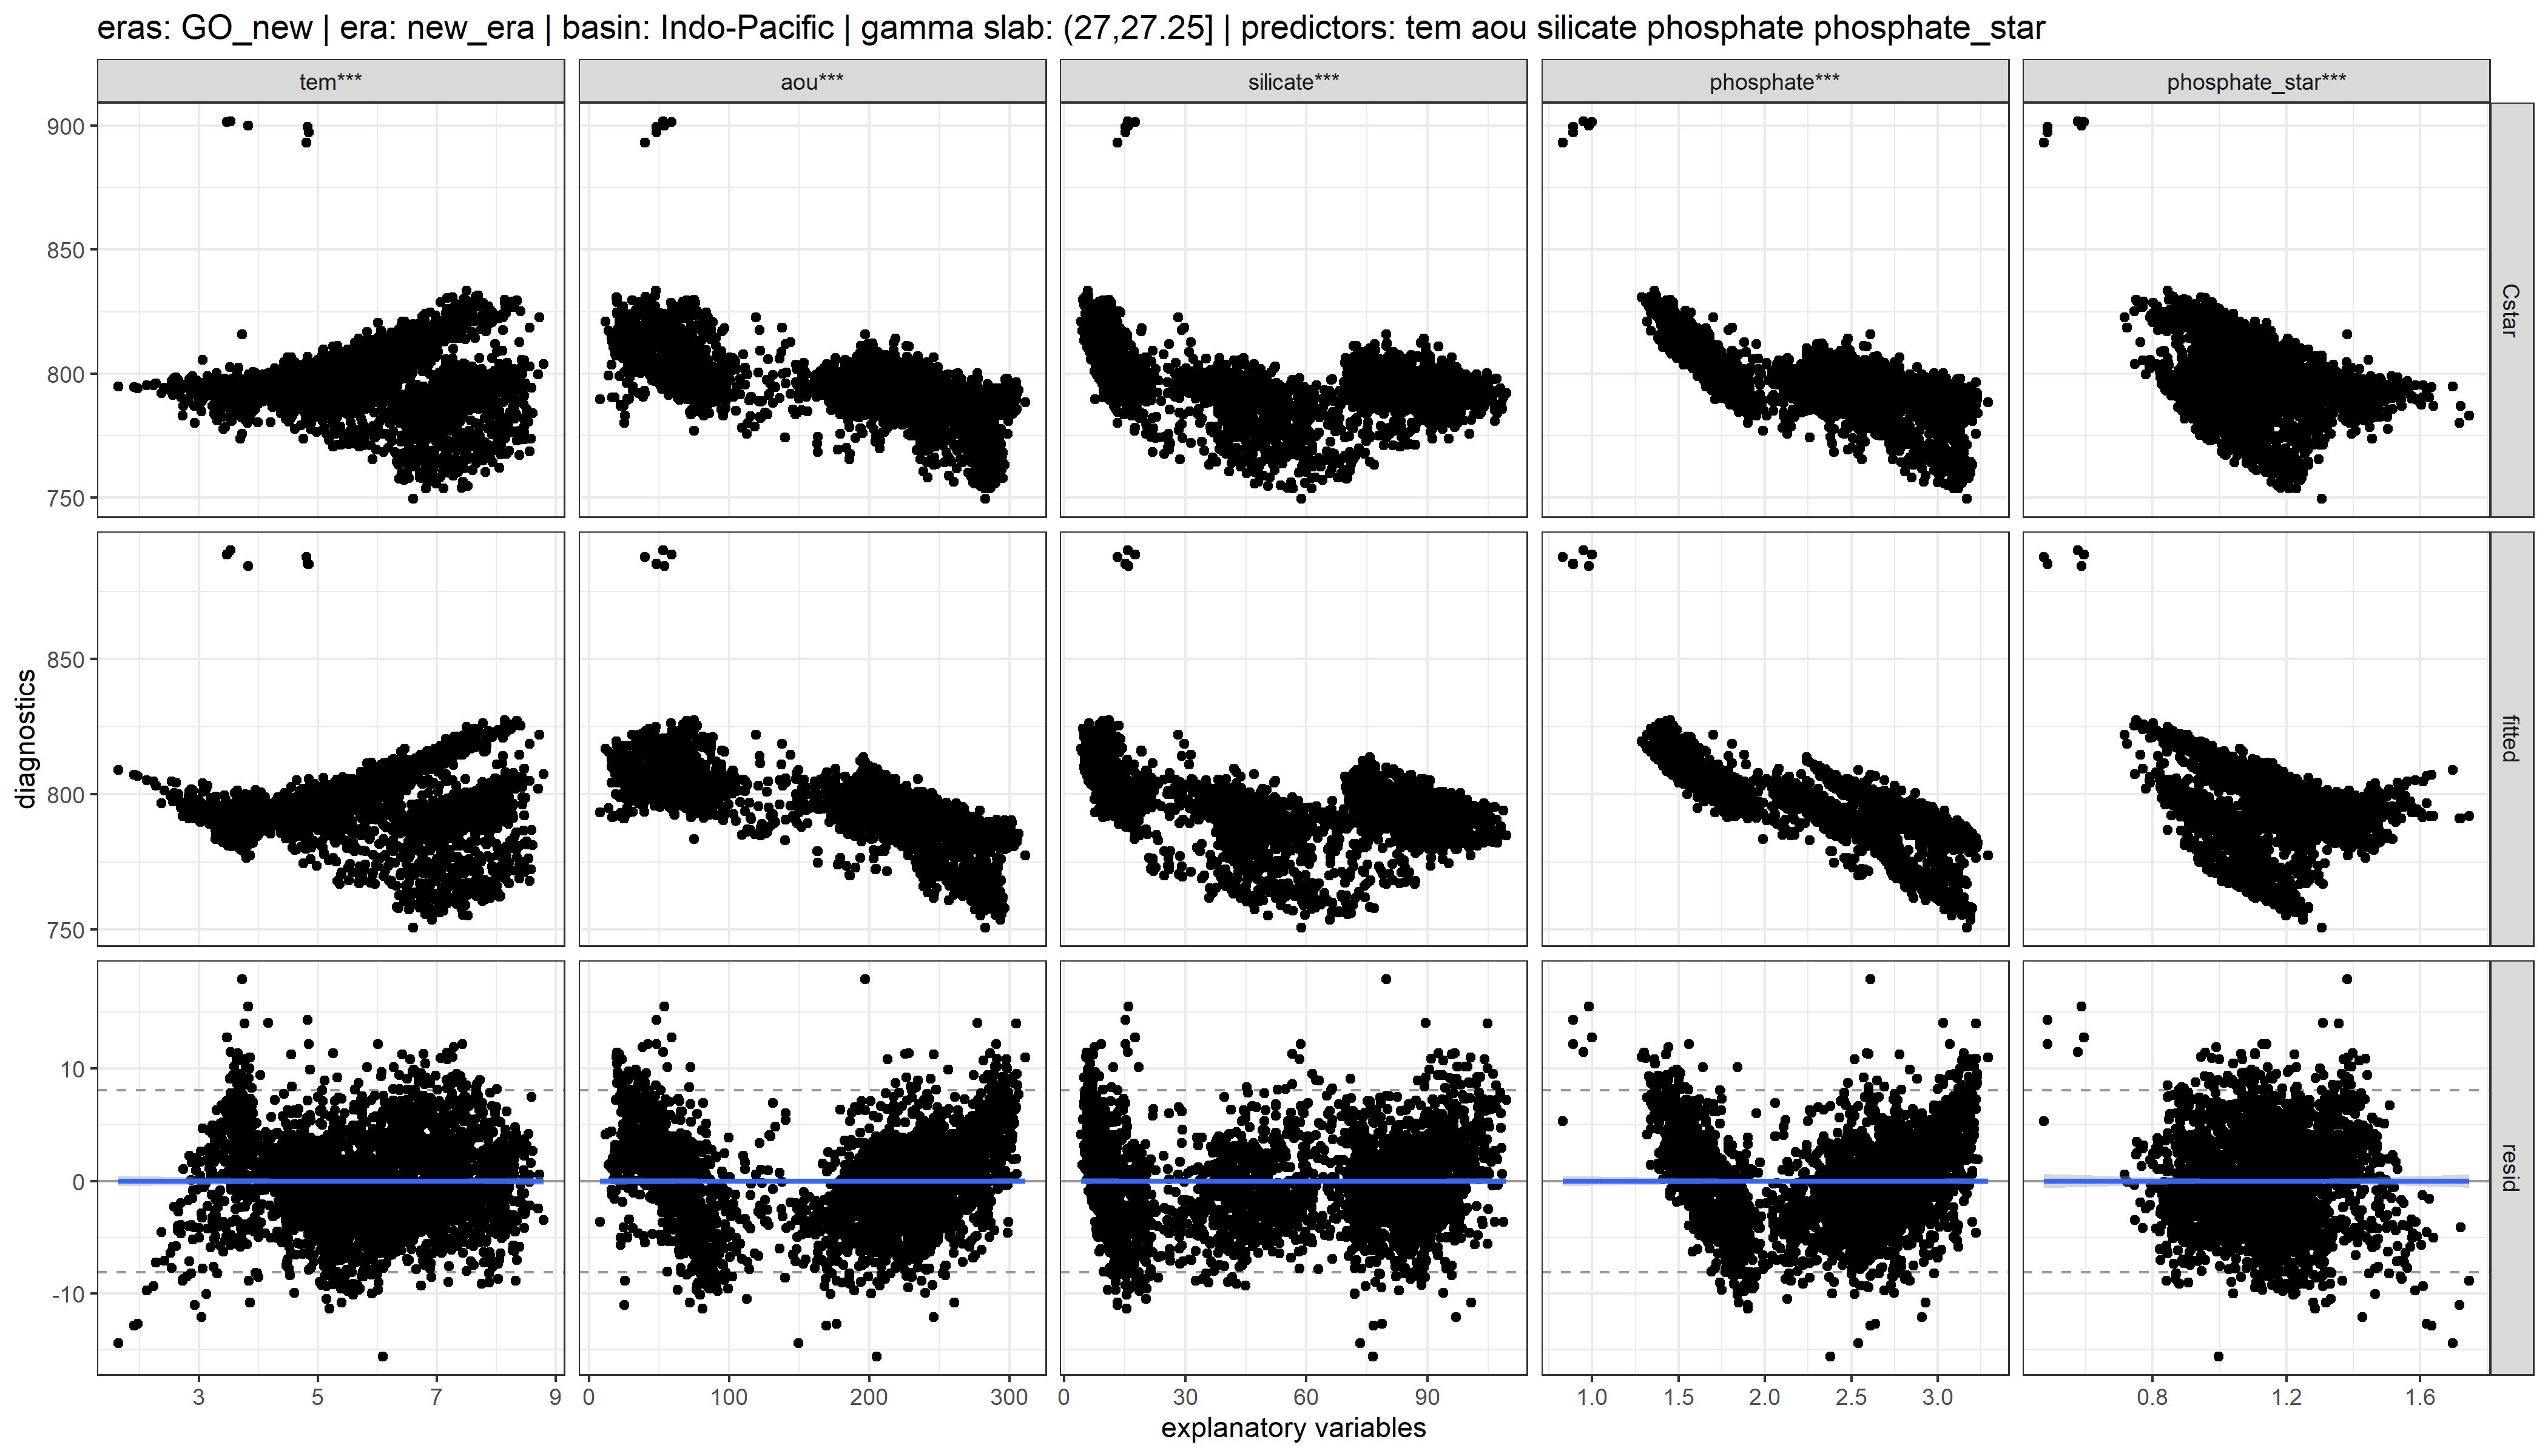 eras: GO_new | era: new_era | basin: Indo-Pacific | gamma slab: (27,27.25] | predictors: tem aou silicate phosphate phosphate_star
tem*** aou*** silicate*** phosphate*** phosphate_star***
900
850
800
750
Cstar
850
800
750
fitted
diagnostics
10
0
-10
resid
3 5 7 9 0 100 200 300 0 30 60 90 1.0 1.5 2.0 2.5 3.0 0.8 1.2 1.6
explanatory variables